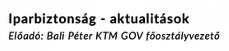 Iparbiztonság - aktualitások
Előadó: Bali Péter KTM GOV főosztályvezető